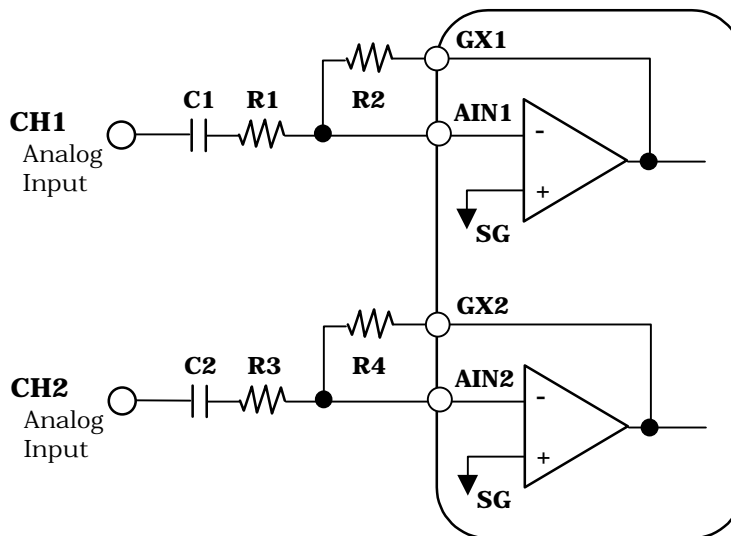 GX1
C1 R1 R2
CH1 AIN1
Analog
Input
-
+
SG
GX2
C2 R3 R4
CH2 AIN2
Analog
Input
-
+
SG